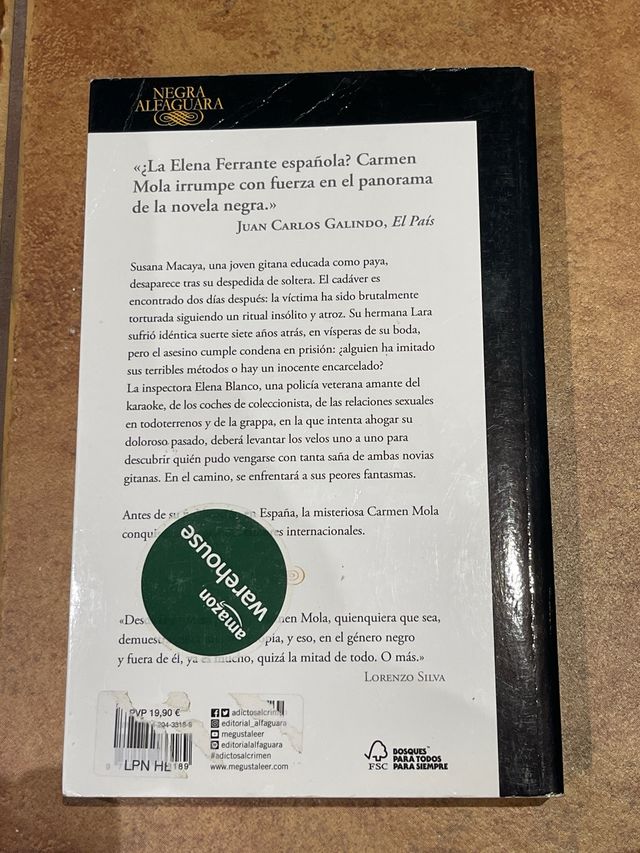 NEGRA
ALFAGUARA
«¿La Elena Ferrante española? Carmen
Mola irrumpe con fuerza en el panorama
de la novela negra.»
JUAN CARLOS GALINDO, El País
Susana Macaya, una joven gitana educada como paya,
desaparece tras su despedida de soltera. El cadáver es
encontrado dos días después: la víctima ha sido brutalmente
torturada siguiendo un ritual insólito y atroz. Su hermana Lara
sufrió idéntica suerte siete años atrás, en vísperas de su boda,
pero el asesino cumple condena en prisión: ¿alguien ha imitado
sus terribles métodos o hay un inocente encarcelado?
La inspectora Elena Blanco, una policía veterana amante del
karaoke, de los coches de coleccionista, de las relaciones sexuales
en todoterrenos y de la grappa, en la que intenta ahogar su
doloroso pasado, deberá levantar los velos uno a uno para
descubrir quién pudo vengarse con tanta saña de ambas novias
gitanas. En el camino, se enfrentará a sus peores fantasmas.
Antes de su en España, la misteriosa Carmen Mola
internacionales.
amazon
warehouse
Mola, quienquiera que sea,
y eso, en el género negro
y fuera de él, ya es mucho, quizá la mitad de todo. O más.»
LORENZO SILVA
PVP 19,90 €
LPN HE
adictosalcrimen
editorial_alfaguara
megustaleer
editorialalfaguara
#adictosalcrimen
www.megustaleer.com
FSC
BOSQUES
PARA TODOS
PARA SIEMPRE